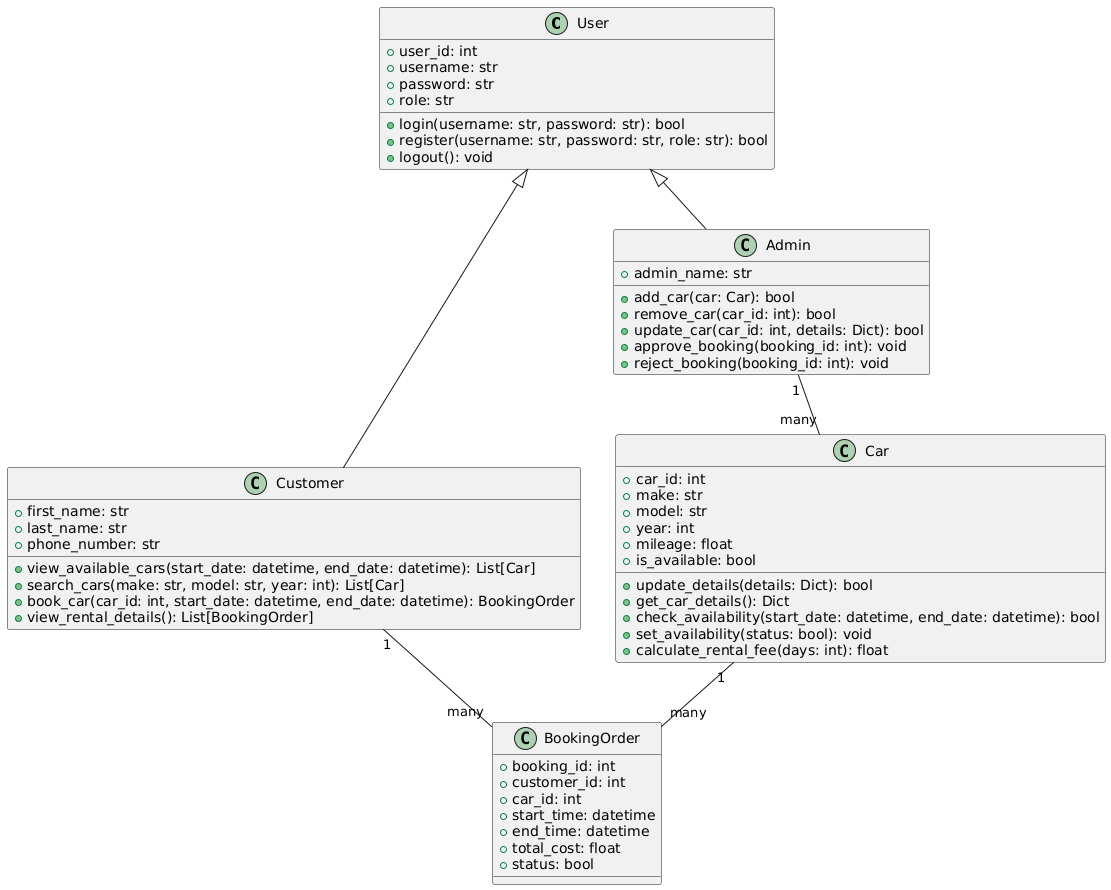 C User
user_id: int
username: str
password: str
role: str
login(username: str, password: str): bool
register(username: str, password: str, role: str): bool
logout(): void
C Admin
admin_name: str
add_car(car: Car): bool
remove_car(car_id: int): bool
update_car(car_id: int, details: Dict): bool
approve_booking(booking_id: int): void
reject_booking(booking_id: int): void
1
many
C Customer
first_name: str
last_name: str
phone_number: str
view_available_cars(start_date: datetime, end_date: datetime): List[Car]
search_cars(make: str, model: str, year: int): List[Car]
book_car(car_id: int, start_date: datetime, end_date: datetime): BookingOrder
view_rental_details(): List[BookingOrder]
C Car
car_id: int
make: str
model: str
year: int
mileage: float
is_available: bool
update_details(details: Dict): bool
get_car_details(): Dict
check_availability(start_date: datetime, end_date: datetime): bool
set_availability(status: bool): void
calculate_rental_fee(days: int): float
1
many
1
many
C BookingOrder
booking_id: int
customer_id: int
car_id: int
start_time: datetime
end_time: datetime
total_cost: float
status: bool